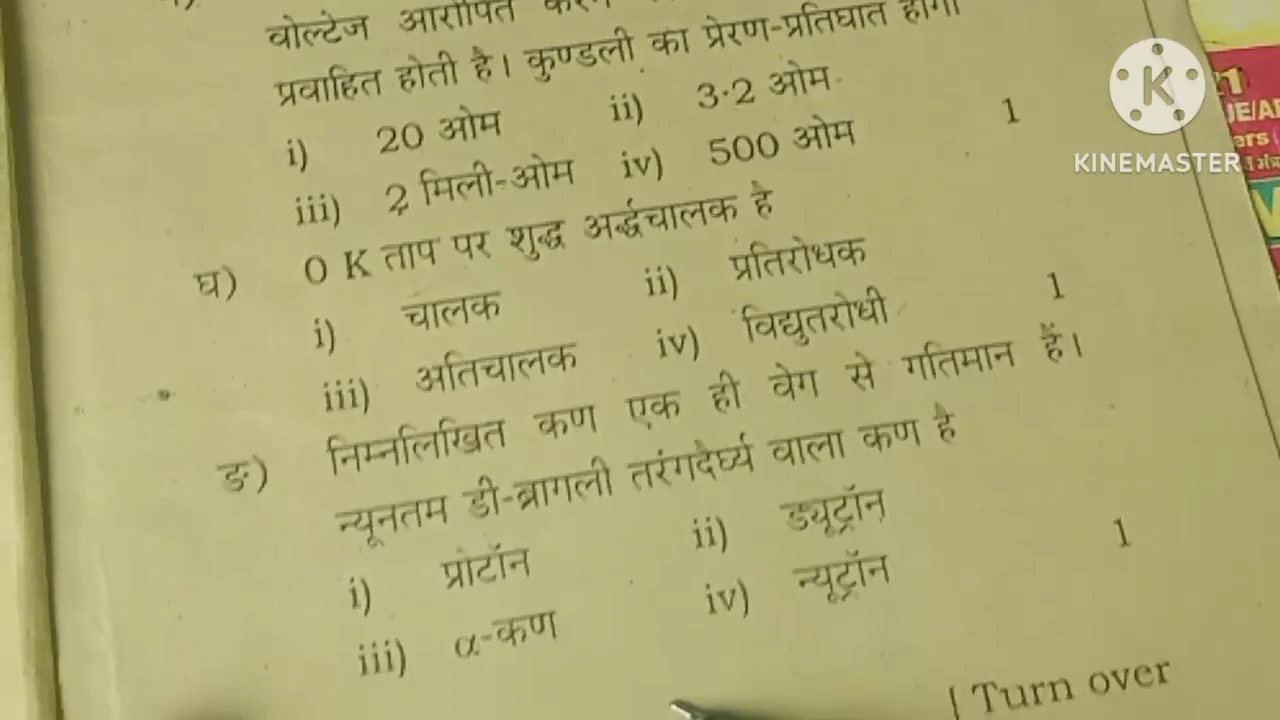 वोल्टेज आरोपित करने
प्रवाहित होती है। कुण्डली का प्रेरण-प्रतिघात होगा
i) 20 ओम ii) 3·2 ओम
iii) 2 मिली-ओम iv) 500 ओम 1
घ) 0 K ताप पर शुद्ध अर्द्धचालक है
i) चालक ii) प्रतिरोधक
iii) अतिचालक iv) विद्युतरोधी 1
ङ) निम्नलिखित कण एक ही वेग से गतिमान हैं।
न्यूनतम डी-ब्रागली तरंगदैर्घ्य वाला कण है
i) प्रोटॉन ii) ड्यूट्रॉन
iii) α-कण iv) न्यूट्रॉन 1
[ Turn over
K
KINEMASTER